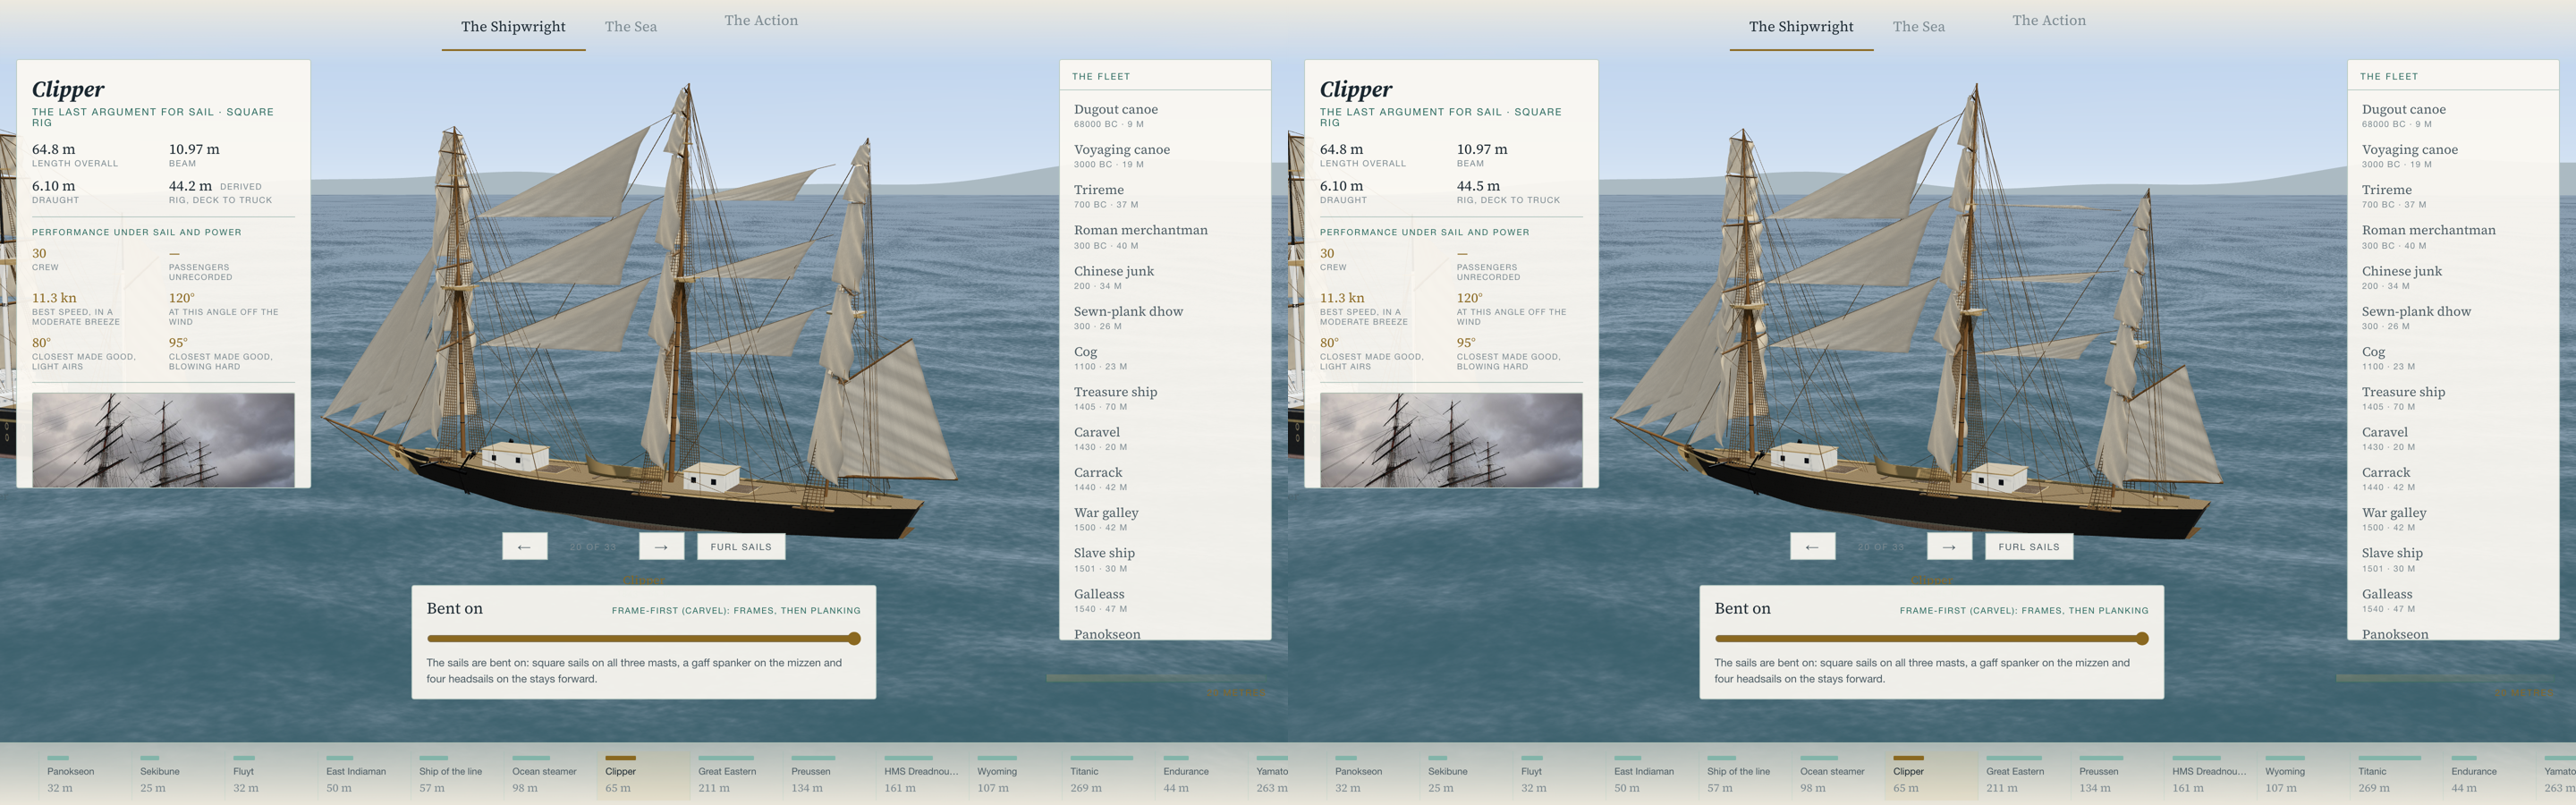 The Shipwright
The Sea
The Action
Clipper
THE LAST ARGUMENT FOR SAIL · SQUARE
RIG
64.8 m
LENGTH OVERALL
10.97 m
BEAM
6.10 m
DRAUGHT
44.2 m DERIVED
RIG, DECK TO TRUCK
PERFORMANCE UNDER SAIL AND POWER
30
CREW
—
PASSENGERS
UNRECORDED
11.3 kn
BEST SPEED, IN A
MODERATE BREEZE
120°
AT THIS ANGLE OFF THE
WIND
80°
CLOSEST MADE GOOD,
LIGHT AIRS
95°
CLOSEST MADE GOOD,
BLOWING HARD
THE FLEET
Dugout canoe
68000 BC · 9 M
Voyaging canoe
3000 BC · 19 M
Trireme
700 BC · 37 M
Roman merchantman
300 BC · 40 M
Chinese junk
200 · 34 M
Sewn-plank dhow
300 · 26 M
Cog
1100 · 23 M
Treasure ship
1405 · 70 M
Caravel
1430 · 20 M
Carrack
1440 · 42 M
War galley
1500 · 42 M
Slave ship
1501 · 30 M
Galleass
1540 · 47 M
Panokseon
←
20 OF 33
→
FURL SAILS
Clipper
Bent on
FRAME-FIRST (CARVEL): FRAMES, THEN PLANKING
The sails are bent on: square sails on all three masts, a gaff spanker on the mizzen and
four headsails on the stays forward.
Panokseon
32 m
Sekibune
25 m
Fluyt
32 m
East Indiaman
50 m
Ship of the line
57 m
Ocean steamer
98 m
Clipper
65 m
Great Eastern
211 m
Preussen
134 m
HMS Dreadnou...
161 m
Wyoming
107 m
Titanic
269 m
Endurance
44 m
Yamato
263 m
The Shipwright
The Sea
The Action
Clipper
THE LAST ARGUMENT FOR SAIL · SQUARE
RIG
64.8 m
LENGTH OVERALL
10.97 m
BEAM
6.10 m
DRAUGHT
44.5 m
RIG, DECK TO TRUCK
PERFORMANCE UNDER SAIL AND POWER
30
CREW
—
PASSENGERS
UNRECORDED
11.3 kn
BEST SPEED, IN A
MODERATE BREEZE
120°
AT THIS ANGLE OFF THE
WIND
80°
CLOSEST MADE GOOD,
LIGHT AIRS
95°
CLOSEST MADE GOOD,
BLOWING HARD
THE FLEET
Dugout canoe
68000 BC · 9 M
Voyaging canoe
3000 BC · 19 M
Trireme
700 BC · 37 M
Roman merchantman
300 BC · 40 M
Chinese junk
200 · 34 M
Sewn-plank dhow
300 · 26 M
Cog
1100 · 23 M
Treasure ship
1405 · 70 M
Caravel
1430 · 20 M
Carrack
1440 · 42 M
War galley
1500 · 42 M
Slave ship
1501 · 30 M
Galleass
1540 · 47 M
Panokseon
←
20 OF 33
→
FURL SAILS
Clipper
Bent on
FRAME-FIRST (CARVEL): FRAMES, THEN PLANKING
The sails are bent on: square sails on all three masts, a gaff spanker on the mizzen and
four headsails on the stays forward.
Panokseon
32 m
Sekibune
25 m
Fluyt
32 m
East Indiaman
50 m
Ship of the line
57 m
Ocean steamer
98 m
Clipper
65 m
Great Eastern
211 m
Preussen
134 m
HMS Dreadnou...
161 m
Wyoming
107 m
Titanic
269 m
Endurance
44 m
Yamato
263 m